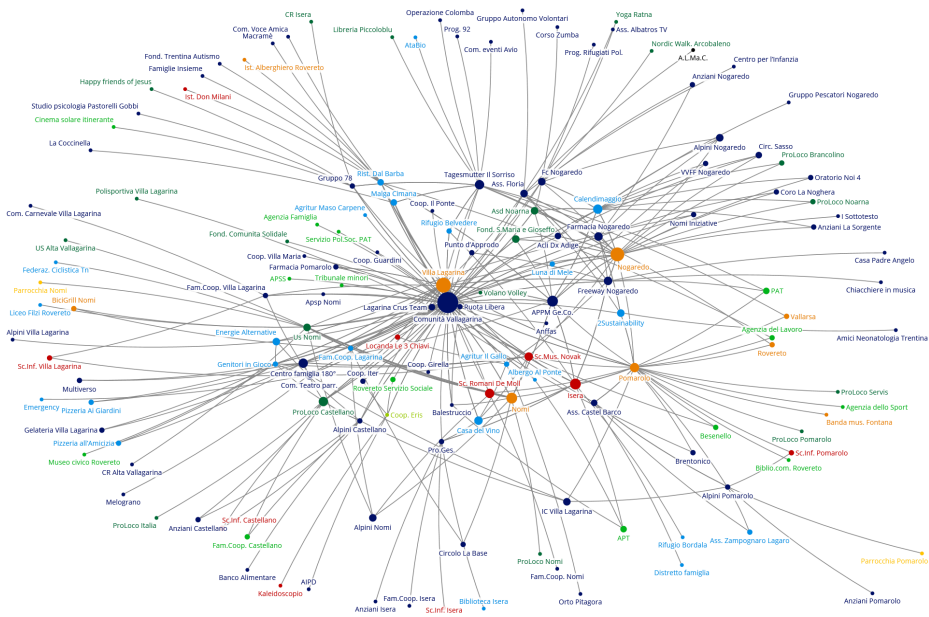 Operazione Colomba
Gruppo Autonomo Volontari
CR Isera
Yoga Ratna
Com. Voce Amica
Libreria Piccoloblu
Prog. 92
Corso Zumba
Ass. Albatros TV
Macramè
AtaBio
Com. eventi Avio
Prog. Rifugiati Pol.
Nordic Walk. Arcobaleno
A.L.Ma.C.
Fond. Trentina Autismo
Famiglie Insieme
Ist. Alberghiero Rovereto
Centro per l'Infanzia
Anziani Nogaredo
Happy friends of Jesus
Ist. Don Milani
Gruppo Pescatori Nogaredo
Studio psicologia Pastorelli Gobbi
Cinema solare Itinerante
La Coccinella
Alpini Nogaredo
Circ. Sasso
ProLoco Brancolino
Gruppo 78
Rist. Dal Barba
Tagesmutter Il Sorriso
Ass. Floria
Fc Nogaredo
VVFF Nogaredo
Oratorio Noi 4
Polisportiva Villa Lagarina
Malga Cimana
Calendimaggio
Coro La Noghera
ProLoco Noarna
Com. Carnevale Villa Lagarina
Agritur Maso Carpene
Coop. Il Ponte
Asd Noarna
Nomi Iniziative
I Sottotesto
Agenzia Famiglia
Rifugio Belvedere
Fond. S.Maria e Gioseffo
Farmacia Nogaredo
Anziani La Sorgente
Fond. Comunita Solidale
Servizio Pol.Soc. PAT
Punto d'Approdo
Acli Dx Adige
US Alta Vallagarina
Coop. Villa Maria
Coop. Guardini
Casa Padre Angelo
Federaz. Ciclistica Tn
Farmacia Pomarolo
Villa Lagarina
Luna di Miele
Nogaredo
APSS
Tribunale minori
Parrocchia Nomi
Fam.Coop. Villa Lagarina
Apsp Nomi
Volano Volley
Freeway Nogaredo
PAT
Chiacchiere in musica
BiciGrill Nomi
Liceo Filzi Rovereto
Lagarina Crus Team
Ruota Libera
APPM Ge.Co.
Comunità Vallagarina
2Sustainability
Vallarsa
Alpini Villa Lagarina
Energie Alternative
US Nomi
Anffas
Agenzia del Lavoro
Amici Neonatologia Trentina
Locanda Le 3 Chiavi
Rovereto
Sc.Inf. Villa Lagarina
Genitori in Gioco
Fam.Coop. Lagarina
Agritur Il Gallo
Sc.Mus. Novak
Centro famiglia 180°
Coop. Iter
Coop. Girella
Albergo Al Ponte
Pomarolo
Multiverso
Com. Teatro parr.
Rovereto Servizio Sociale
Sc. Romani De Moll
Isera
ProLoco Servis
Emergency
Pizzeria Ai Giardini
ProLoco Castellano
Coop. Eris
Balestruccio
Nomi
Ass. Castel Barco
Agenzia dello Sport
Banda mus. Fontana
Gelateria Villa Lagarina
Alpini Castellano
Casa del Vino
Besenello
ProLoco Pomarolo
Pizzeria all'Amicizia
Pro Ges
Museo civico Rovereto
Brentonico
Sc.Inf. Pomarolo
CR Alta Vallagarina
Biblio.com. Rovereto
Melograno
Alpini Pomarolo
IC Villa Lagarina
ProLoco Italia
Anziani Castellano
Sc.Inf. Castellano
Alpini Nomi
APT
Ass. Zampognaro Lagaro
Fam.Coop. Castellano
Rifugio Bordala
Circolo La Base
ProLoco Nomi
Parrocchia Pomarolo
Banco Alimentare
Fam.Coop. Nomi
Distretto famiglia
Kaleidoscopio
AIPD
Anziani Isera
Fam.Coop. Isera
Sc.Inf. Isera
Biblioteca Isera
Orto Pitagora
Anziani Pomarolo